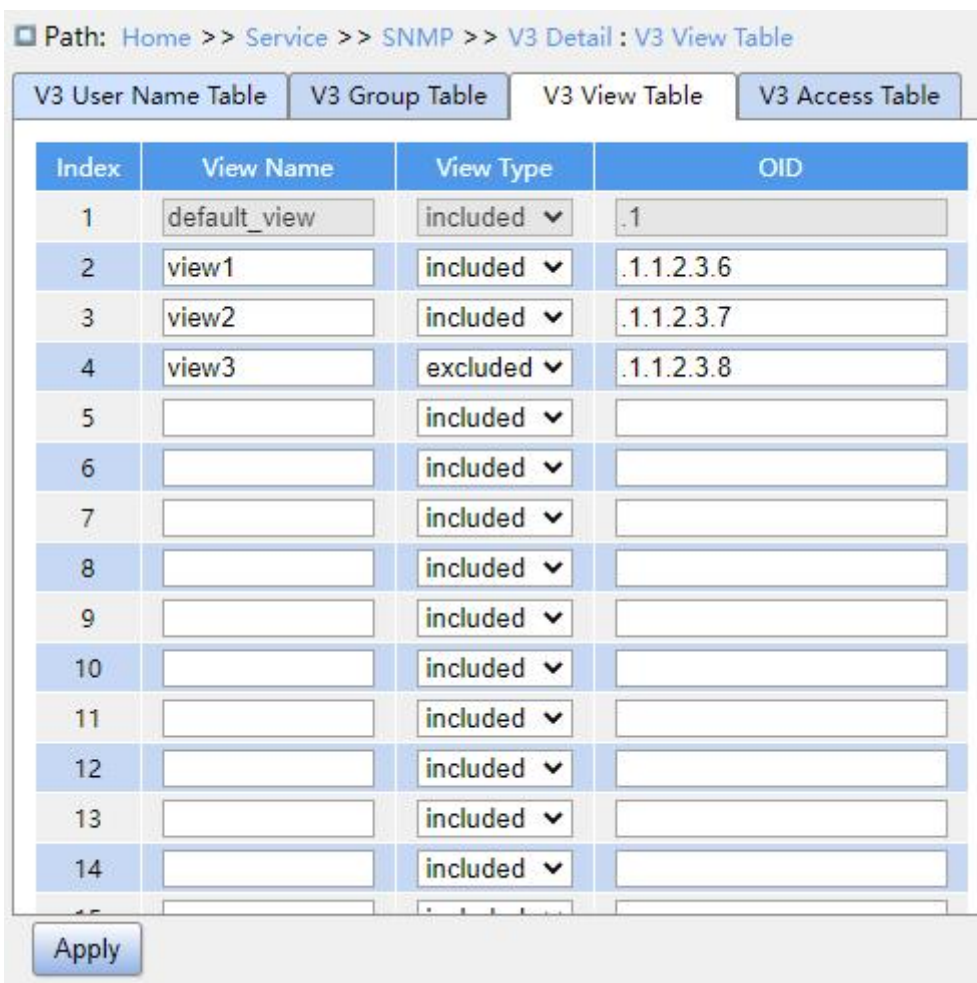 Path: Home >> Service >> SNMP >> V3 Detail : V3 View Table
V3 User Name Table V3 Group Table V3 View Table V3 Access Table
Index View Name View Type OID
1 default_view included .1
2 view1 included .1.1.2.3.6
3 view2 included .1.1.2.3.7
4 view3 excluded .1.1.2.3.8
5 included
6 included
7 included
8 included
9 included
10 included
11 included
12 included
13 included
14 included
Apply